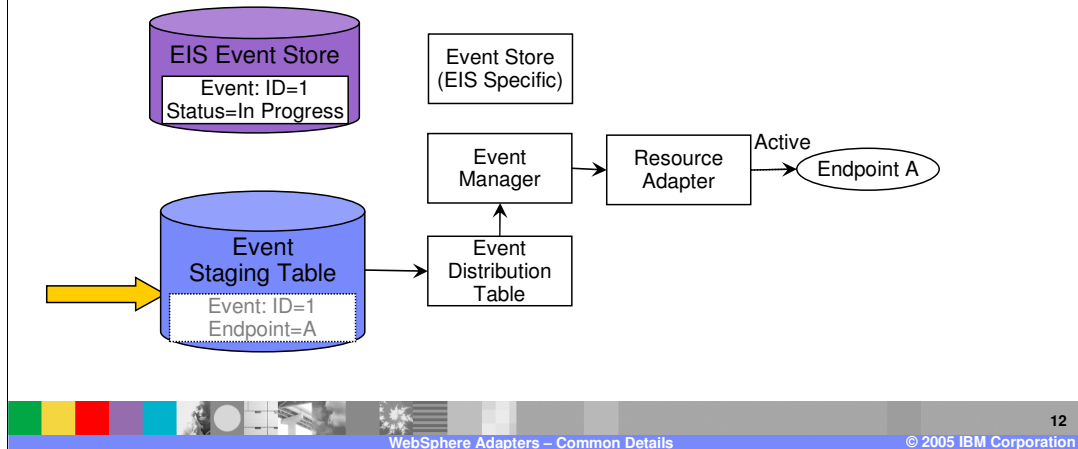 EIS Event Store
Event: ID=1
Status=In Progress
Event Store
(EIS Specific)
Event
Manager
Resource
Adapter
Active
Endpoint A
Event
Staging Table
Event: ID=1
Endpoint=A
Event
Distribution
Table
12
WebSphere Adapters – Common Details
© 2005 IBM Corporation